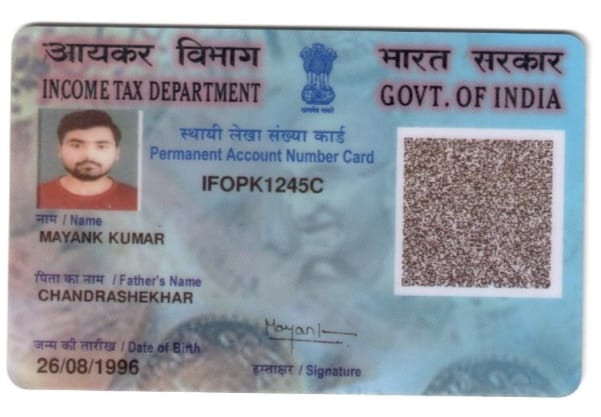 आयकर विभाग
INCOME TAX DEPARTMENT
भारत सरकार
GOVT. OF INDIA
स्थायी लेखा संख्या कार्ड
Permanent Account Number Card
IFOPK1245C
नाम / Name
MAYANK KUMAR
पिता का नाम / Father's Name
CHANDRASHEKHAR
जन्म की तारीख / Date of Birth
26/08/1996
Mayank
हस्ताक्षर / Signature